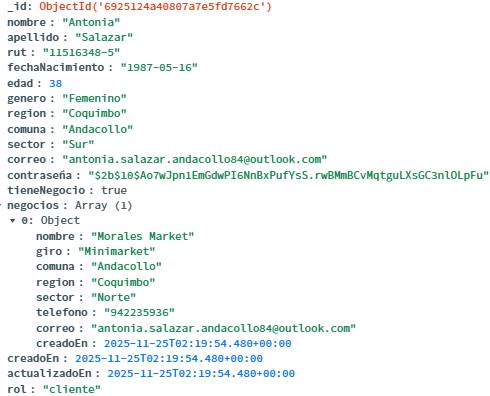 _id: ObjectId('6925124a40807a7e5fd7662c')
nombre : "Antonia"
apellido : "Salazar"
rut : "11516348-5"
fechaNacimiento : "1987-05-16"
edad : 38
genero : "Femenino"
region : "Coquimbo"
comuna : "Andacollo"
sector : "Sur"
correo : "antonia.salazar.andacollo84@outlook.com"
contraseña : "$2b$10$Ao7wJpn1EmGdwPI6NnBxPufYsS.rwBMmBCvMqtguLXsGC3nlOLpFu"
tieneNegocio : true
negocios : Array (1)
0: Object
nombre : "Morales Market"
giro : "Minimarket"
comuna : "Andacollo"
region : "Coquimbo"
sector : "Norte"
telefono : "942235936"
correo : "antonia.salazar.andacollo84@outlook.com"
creadoEn : 2025-11-25T02:19:54.480+00:00
creadoEn : 2025-11-25T02:19:54.480+00:00
actualizadoEn : 2025-11-25T02:19:54.480+00:00
rol : "cliente"